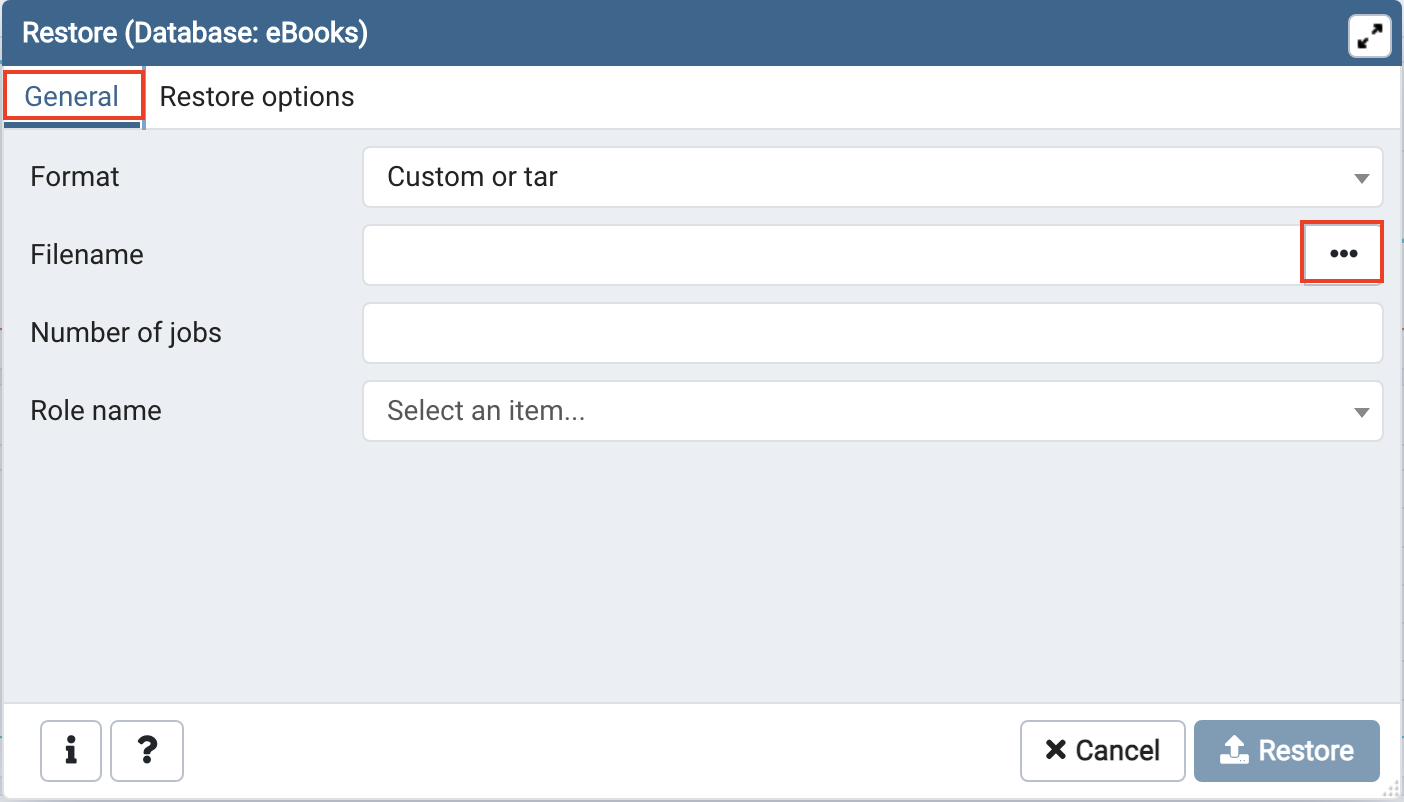 Restore (Database: eBooks)
General Restore options
Format Custom or tar
Filename •••
Number of jobs
Role name Select an item...
i ? Cancel Restore